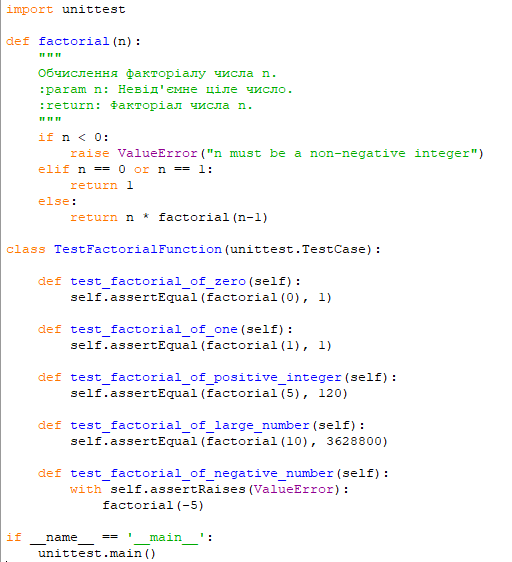 import unittest
def factorial(n):
"""
Обчислення факторіалу числа n.
:param n: Невід'ємне ціле число.
:return: Факторіал числа n.
"""
if n < 0:
raise ValueError("n must be a non-negative integer")
elif n == 0 or n == 1:
return 1
else:
return n * factorial(n-1)
class TestFactorialFunction(unittest.TestCase):
def test_factorial_of_zero(self):
self.assertEqual(factorial(0), 1)
def test_factorial_of_one(self):
self.assertEqual(factorial(1), 1)
def test_factorial_of_positive_integer(self):
self.assertEqual(factorial(5), 120)
def test_factorial_of_large_number(self):
self.assertEqual(factorial(10), 3628800)
def test_factorial_of_negative_number(self):
with self.assertRaises(ValueError):
factorial(-5)
if __name__ == '__main__':
unittest.main()